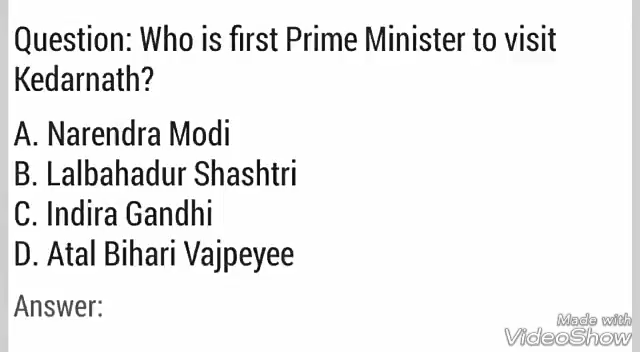 Question: Who is first Prime Minister to visit
Kedarnath?
A. Narendra Modi
B. Lalbahadur Shashtri
C. Indira Gandhi
D. Atal Bihari Vajpeyee
Answer:
Made with
VideoShow